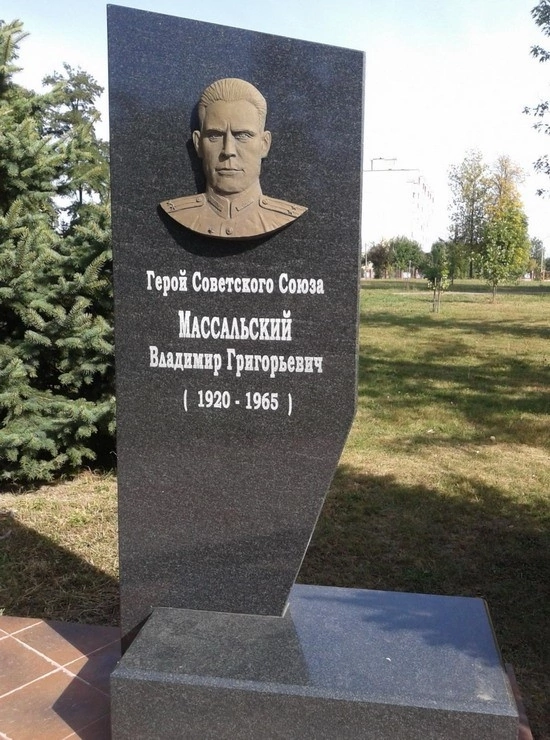 Герой Советского Союза
Массальский
Владимир Григорьевич
( 1920 - 1965 )